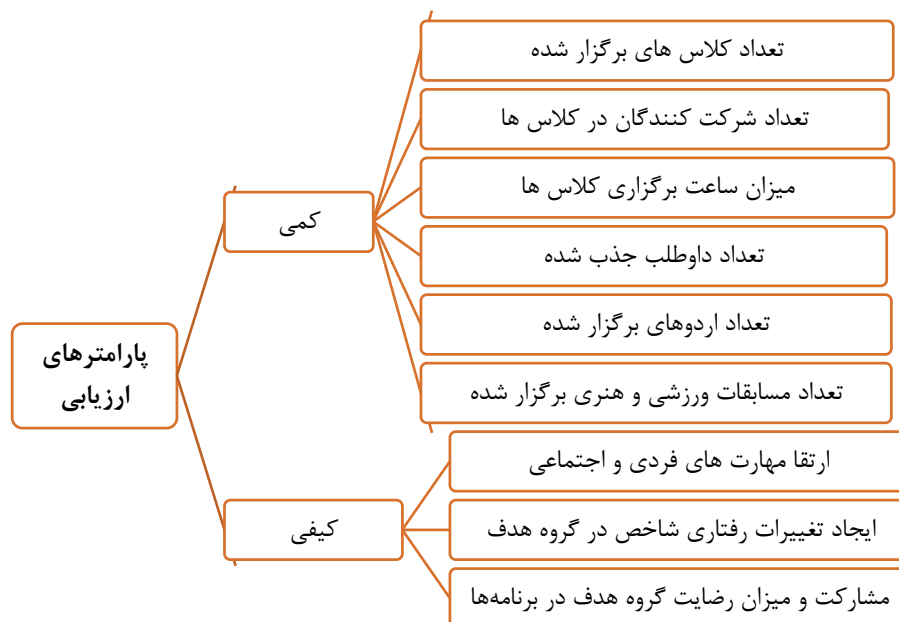 پارامترهای
ارزیابی
کمی
تعداد کلاس های برگزار شده
تعداد شرکت کنندگان در کلاس ها
میزان ساعت برگزاری کلاس ها
تعداد داوطلب جذب شده
تعداد اردوهای برگزار شده
تعداد مسابقات ورزشی و هنری برگزار شده
کیفی
ارتقا مهارت های فردی و اجتماعی
ایجاد تغییرات رفتاری شاخص در گروه هدف
مشارکت و میزان رضایت گروه هدف در برنامه‌ها